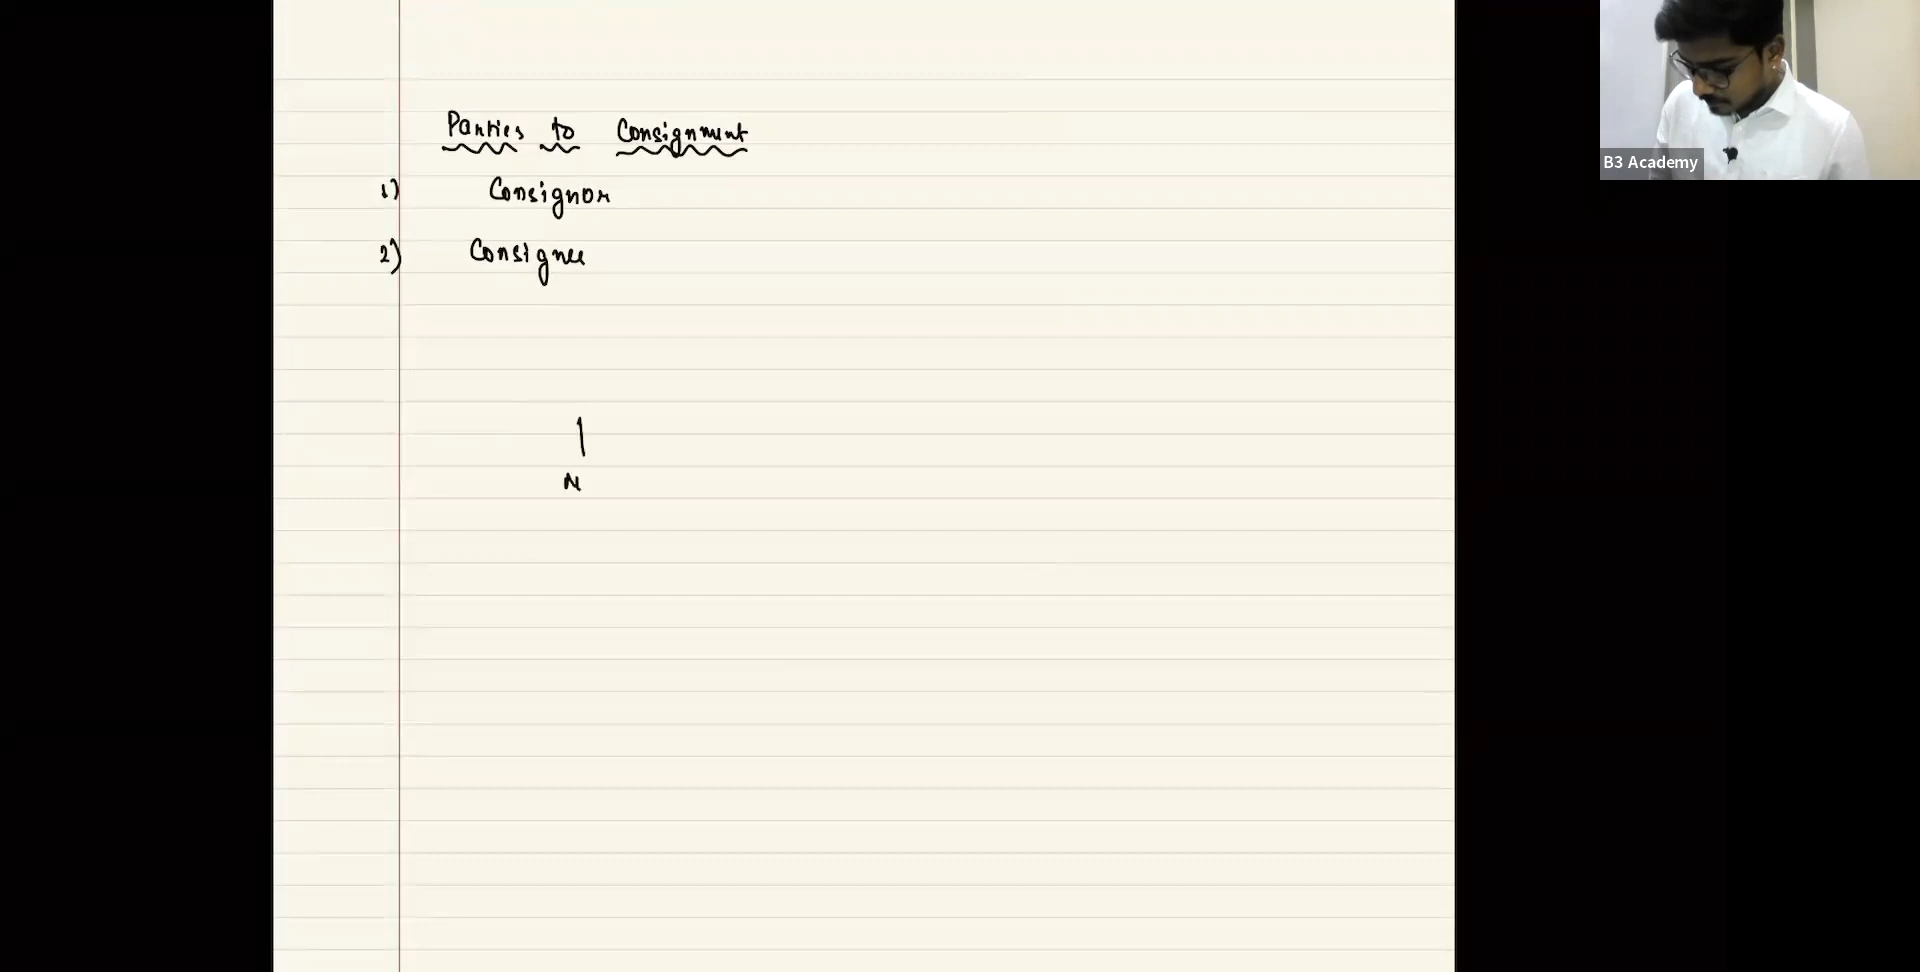 Parties to Consignment
1) Consignor
2) Consignee
B3 Academy